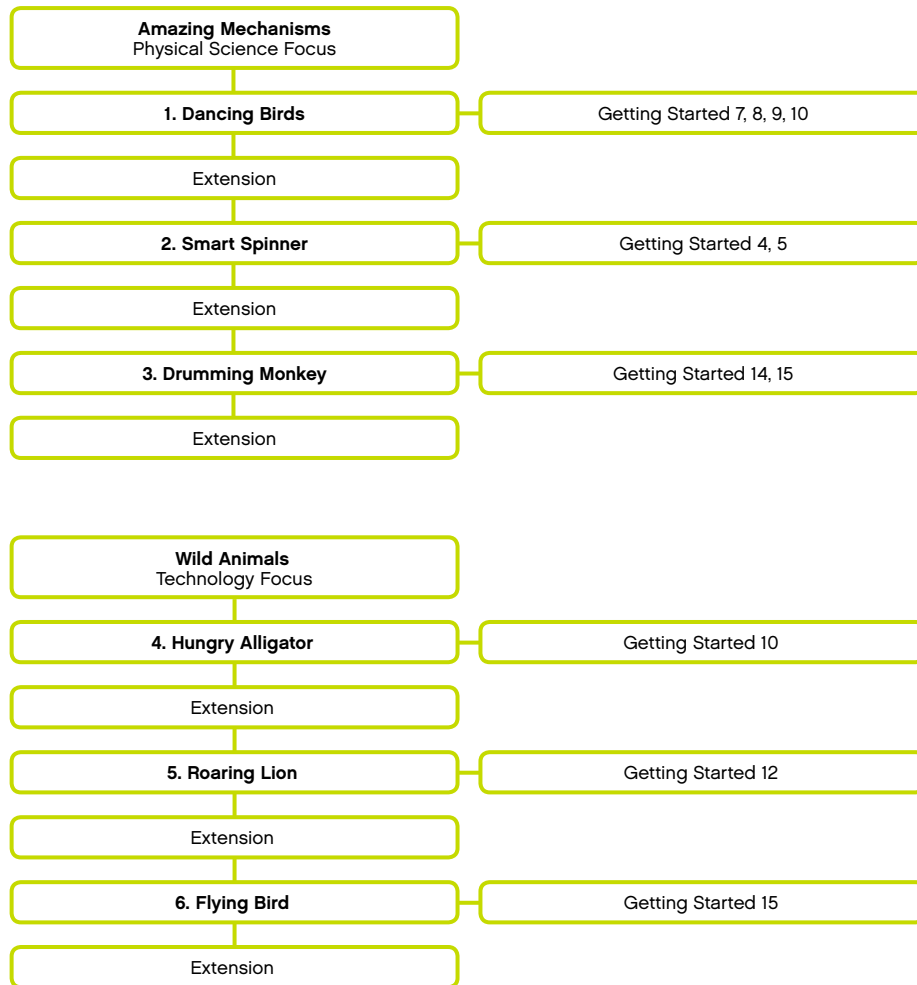 Amazing Mechanisms
Physical Science Focus
1. Dancing Birds
Getting Started 7, 8, 9, 10
Extension
2. Smart Spinner
Getting Started 4, 5
Extension
3. Drumming Monkey
Getting Started 14, 15
Extension
Wild Animals
Technology Focus
4. Hungry Alligator
Getting Started 10
Extension
5. Roaring Lion
Getting Started 12
Extension
6. Flying Bird
Getting Started 15
Extension